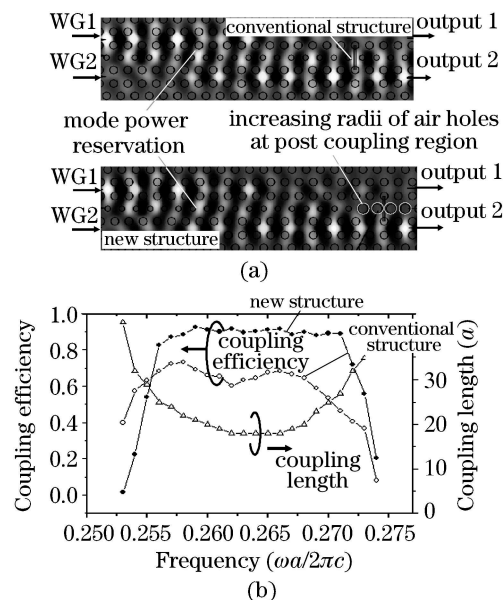 (a)
WG1
conventional structure
output 1
WG2
output 2
mode power
reservation
increasing radii of air holes
at post coupling region
WG1
output 1
WG2
output 2
new structure
(a)
1.0
0.8
0.6
0.4
0.2
0.0
Coupling efficiency
new structure
coupling
efficiency
conventional
structure
coupling
length
30
20
10
0
Coupling length (a)
0.250
0.255
0.260
0.265
0.270
0.275
Frequency (ωa/2πc)
(b)